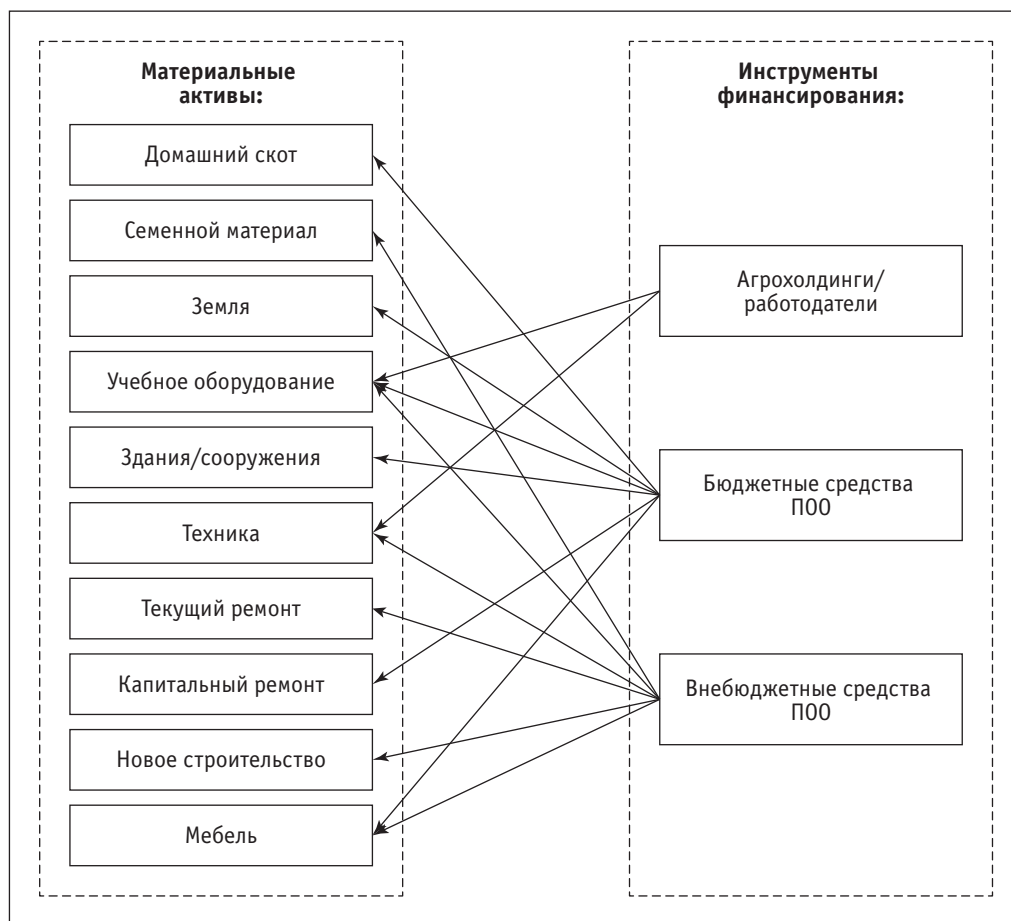 Материальные
активы:
Домашний скот
Семенной материал
Земля
Учебное оборудование
Здания/сооружения
Техника
Текущий ремонт
Капитальный ремонт
Новое строительство
Мебель
Инструменты
финансирования:
Агрохолдинги/
работодатели
Бюджетные средства
ПОО
Внебюджетные средства
ПОО